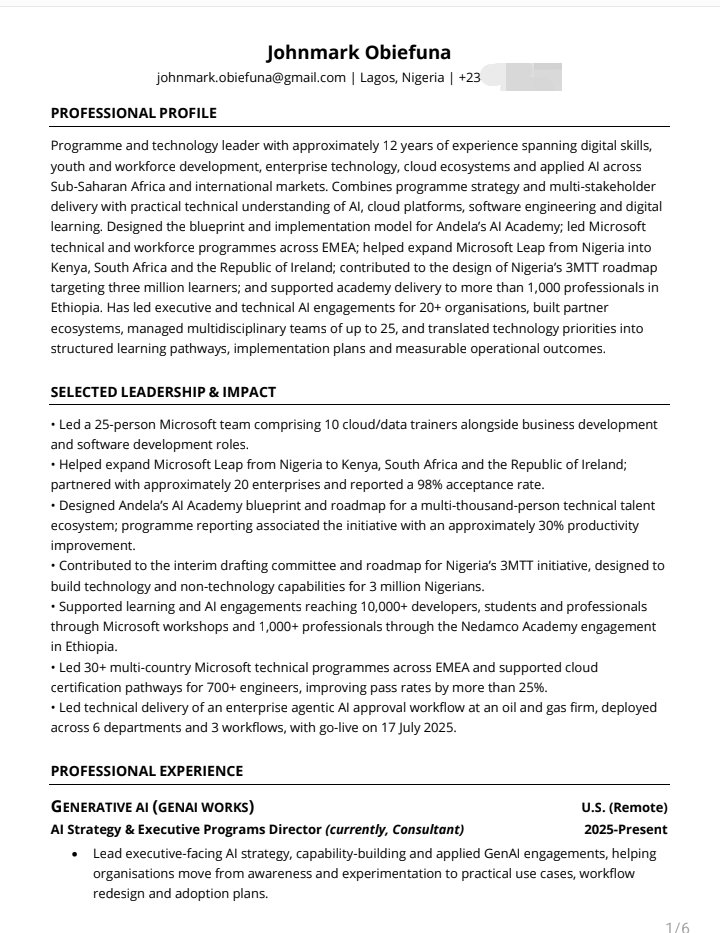 Johnmark Obiefuna
johnmark.obiefuna@gmail.com | Lagos, Nigeria | +23
PROFESSIONAL PROFILE
Programme and technology leader with approximately 12 years of experience spanning digital skills,
youth and workforce development, enterprise technology, cloud ecosystems and applied AI across
Sub-Saharan Africa and international markets. Combines programme strategy and multi-stakeholder
delivery with practical technical understanding of AI, cloud platforms, software engineering and digital
learning. Designed the blueprint and implementation model for Andela’s AI Academy; led Microsoft
technical and workforce programmes across EMEA; helped expand Microsoft Leap from Nigeria into
Kenya, South Africa and the Republic of Ireland; contributed to the design of Nigeria’s 3MTT roadmap
targeting three million learners; and supported academy delivery to more than 1,000 professionals in
Ethiopia. Has led executive and technical AI engagements for 20+ organisations, built partner
ecosystems, managed multidisciplinary teams of up to 25, and translated technology priorities into
structured learning pathways, implementation plans and measurable operational outcomes.
SELECTED LEADERSHIP & IMPACT
• Led a 25-person Microsoft team comprising 10 cloud/data trainers alongside business development
and software development roles.
• Helped expand Microsoft Leap from Nigeria to Kenya, South Africa and the Republic of Ireland;
partnered with approximately 20 enterprises and reported a 98% acceptance rate.
• Designed Andela’s AI Academy blueprint and roadmap for a multi-thousand-person technical talent
ecosystem; programme reporting associated the initiative with an approximately 30% productivity
improvement.
• Contributed to the interim drafting committee and roadmap for Nigeria’s 3MTT initiative, designed to
build technology and non-technology capabilities for 3 million Nigerians.
• Supported learning and AI engagements reaching 10,000+ developers, students and professionals
through Microsoft workshops and 1,000+ professionals through the Nedamco Academy engagement
in Ethiopia.
• Led 30+ multi-country Microsoft technical programmes across EMEA and supported cloud
certification pathways for 700+ engineers, improving pass rates by more than 25%.
• Led technical delivery of an enterprise agentic AI approval workflow at an oil and gas firm, deployed
across 6 departments and 3 workflows, with go-live on 17 July 2025.
PROFESSIONAL EXPERIENCE
GENERATIVE AI (GENAI WORKS) U.S. (Remote)
AI Strategy & Executive Programs Director (currently, Consultant) 2025-Present
• Lead executive-facing AI strategy, capability-building and applied GenAI engagements, helping
organisations move from awareness and experimentation to practical use cases, workflow
redesign and adoption plans.
1/6